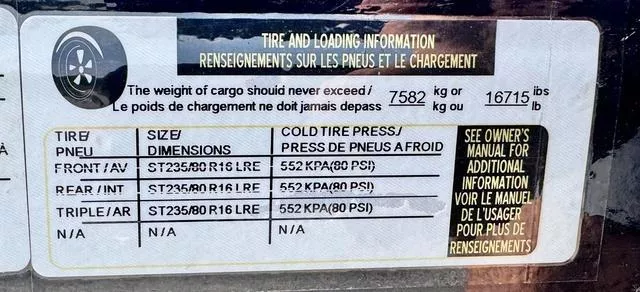 TIRE AND LOADING INFORMATION
RENSEIGNEMENTS SUR LES PNEUS ET LE CHARGEMENT
The weight of cargo should never exceed / 7582 kg or 16715 lbs
Le poids de chargement ne doit jamais depass kg ou lb
TIRE/ SIZE/ COLD TIRE PRESS./
PNEU DIMENSIONS PRESS DE PNEUS A FROID
FRONT/AV ST235/80 R16 LRE 552 KPA(80 PSI)
REAR/INT ST235/80 R16 LRE 552 KPA(80 PSI)
TRIPLE/AR ST235/80 R16 LRE 552 KPA(80 PSI)
N/A N/A N/A
SEE OWNER'S
MANUAL FOR
ADDITIONAL
INFORMATION
VOIR LE MANUEL
DE L'USAGER
POUR PLUS DE
RENSEIGNEMENTS
À